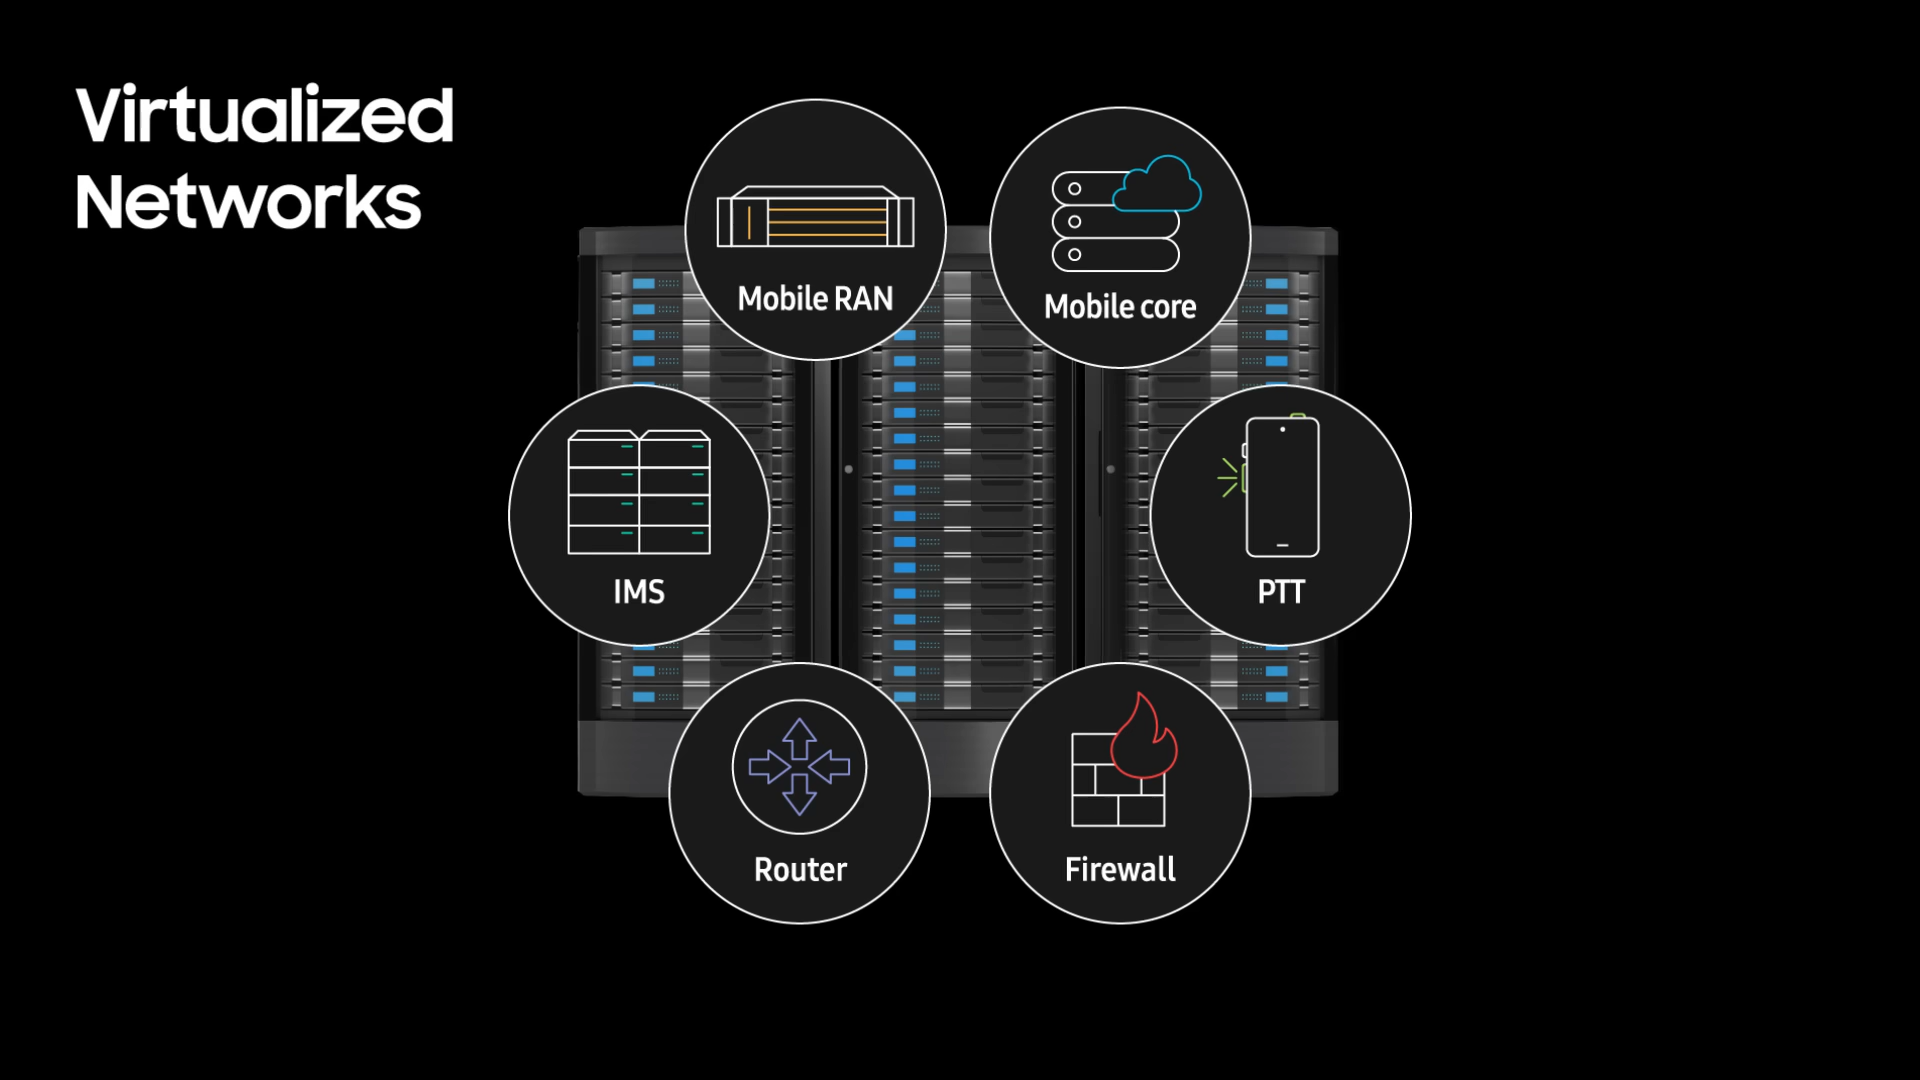 Virtualized
Networks
Mobile RAN
Mobile core
IMS
PTT
Router
Firewall